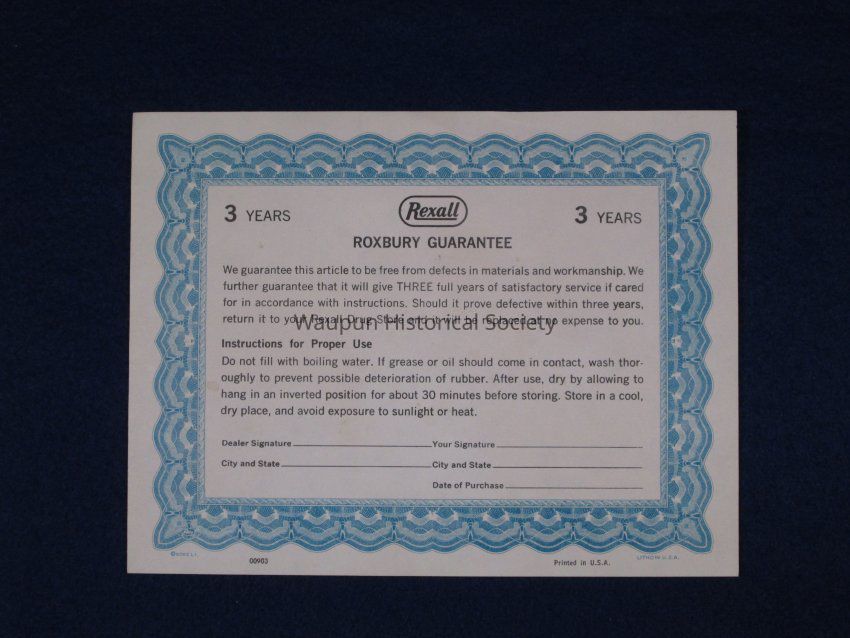 3 YEARS
Rexall
3 YEARS
ROXBURY GUARANTEE
We guarantee this article to be free from defects in materials and workmanship. We
further guarantee that it will give THREE full years of satisfactory service if cared
for in accordance with instructions. Should it prove defective within three years,
return it to your Rexall Drug Store and it will be replaced at no expense to you.
Waupun Historical Society
Instructions for Proper Use
Do not fill with boiling water. If grease or oil should come in contact, wash thor-
oughly to prevent possible deterioration of rubber. After use, dry by allowing to
hang in an inverted position for about 30 minutes before storing. Store in a cool,
dry place, and avoid exposure to sunlight or heat.
Dealer Signature
Your Signature
City and State
City and State
Date of Purchase
00903
Printed in U.S.A.
LITHO IN U.S.A.